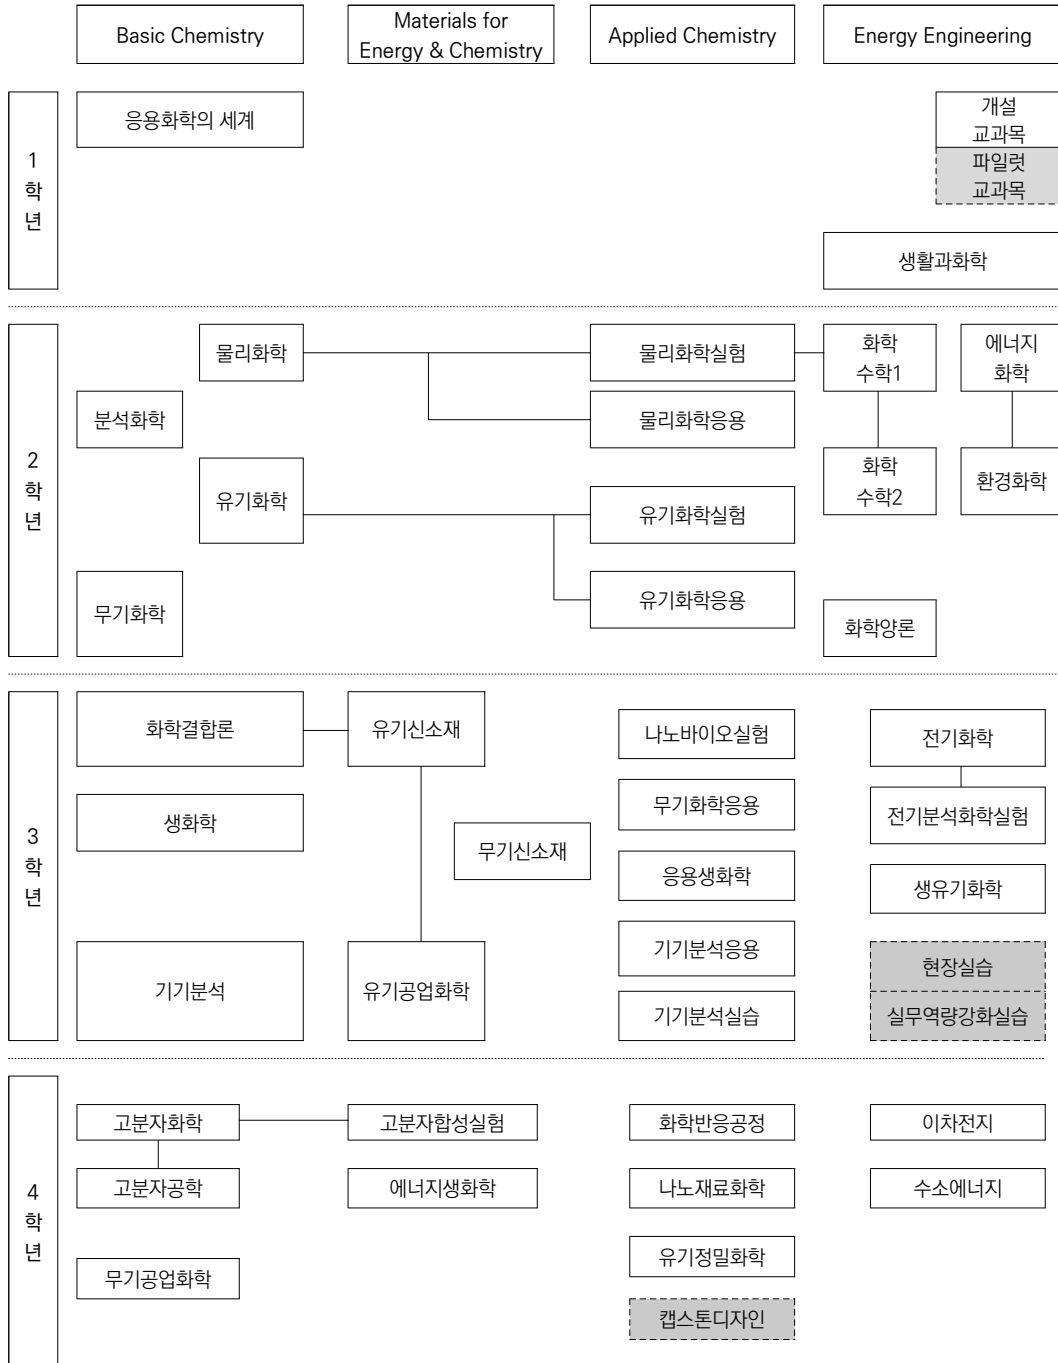 Basic Chemistry
Materials for
Energy & Chemistry
Applied Chemistry
Energy Engineering
1
학
년
응용화학의 세계
개설
교과목
파일럿
교과목
생활과화학
2
학
년
물리화학
물리화학실험
화학
수학1
에너지
화학
분석화학
물리화학응용
유기화학
유기화학실험
화학
수학2
환경화학
무기화학
유기화학응용
화학양론
3
학
년
화학결합론
유기신소재
나노바이오실험
전기화학
생화학
무기신소재
무기화학응용
전기분석화학실험
응용생화학
생유기화학
기기분석
유기공업화학
기기분석응용
현장실습
기기분석실습
실무역량강화실습
4
학
년
고분자화학
고분자합성실험
화학반응공정
이차전지
고분자공학
에너지생화학
나노재료화학
수소에너지
무기공업화학
유기정밀화학
캡스톤디자인